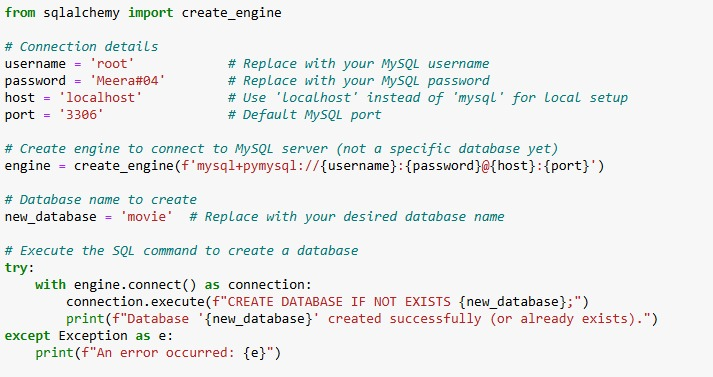 from sqlalchemy import create_engine
# Connection details
username = 'root'            # Replace with your MySQL username
password = 'Meera#04'        # Replace with your MySQL password
host = 'localhost'           # Use 'localhost' instead of 'mysql' for local setup
port = '3306'                # Default MySQL port
# Create engine to connect to MySQL server (not a specific database yet)
engine = create_engine(f'mysql+pymysql://{username}:{password}@{host}:{port}')
# Database name to create
new_database = 'movie'  # Replace with your desired database name
# Execute the SQL command to create a database
try:
    with engine.connect() as connection:
        connection.execute(f"CREATE DATABASE IF NOT EXISTS {new_database};")
        print(f"Database '{new_database}' created successfully (or already exists).")
except Exception as e:
    print(f"An error occurred: {e}")